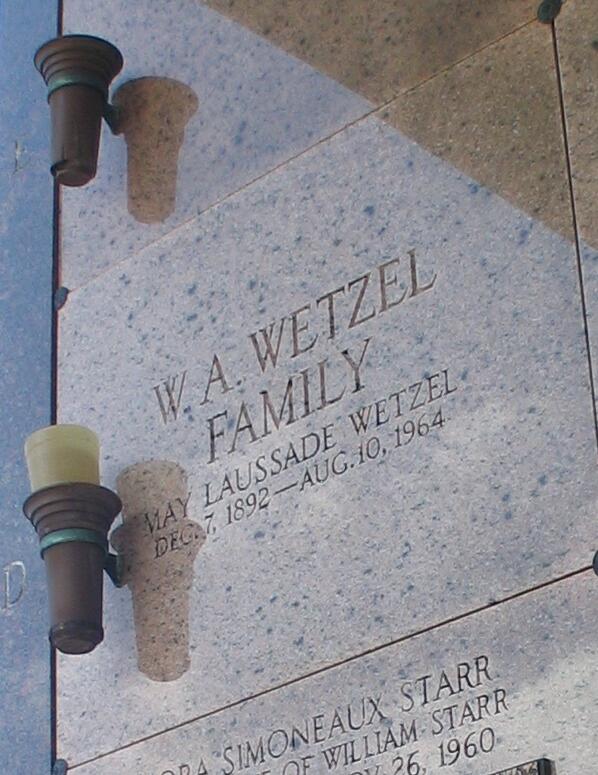 W. A. WETZEL
FAMILY
MAY LAUSSADE WETZEL
DEC. 7, 1892—AUG. 10, 1964
SIMONEAUX STARR
OF WILLIAM STARR
26, 1960
D